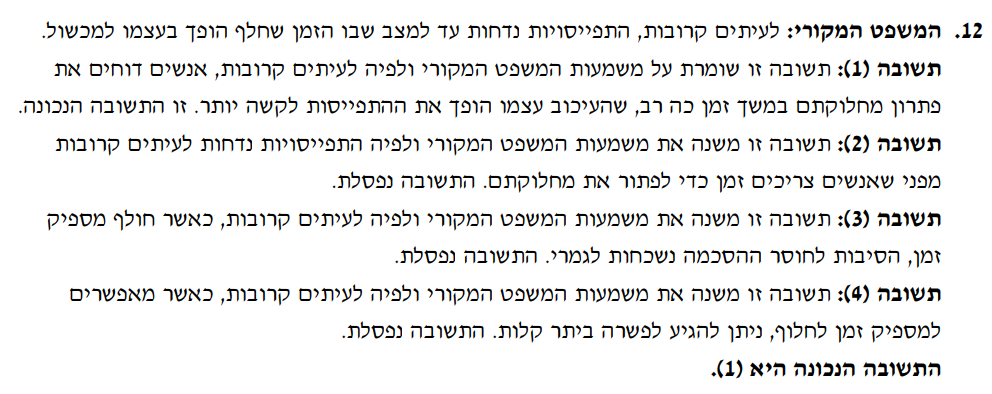 12. המשפט המקורי: לעיתים קרובות, התפייסויות נדחות עד למצב שבו הזמן שחלף הופך בעצמו למכשול.
תשובה (1): תשובה זו שומרת על משמעות המשפט המקורי ולפיה לעיתים קרובות, אנשים דוחים את
פתרון מחלוקתם במשך זמן כה רב, שהעיכוב עצמו הופך את ההתפייסות לקשה יותר. זו התשובה הנכונה.
תשובה (2): תשובה זו משנה את משמעות המשפט המקורי ולפיה התפייסויות נדחות לעיתים קרובות
מפני שאנשים צריכים זמן כדי לפתור את מחלוקתם. התשובה נפסלת.
תשובה (3): תשובה זו משנה את משמעות המשפט המקורי ולפיה לעיתים קרובות, כאשר חולף מספיק
זמן, הסיבות לחוסר ההסכמה נשכחות לגמרי. התשובה נפסלת.
תשובה (4): תשובה זו משנה את משמעות המשפט המקורי ולפיה לעיתים קרובות, כאשר מאפשרים
למספיק זמן לחלוף, ניתן להגיע לפשרה ביתר קלות. התשובה נפסלת.
התשובה הנכונה היא (1).